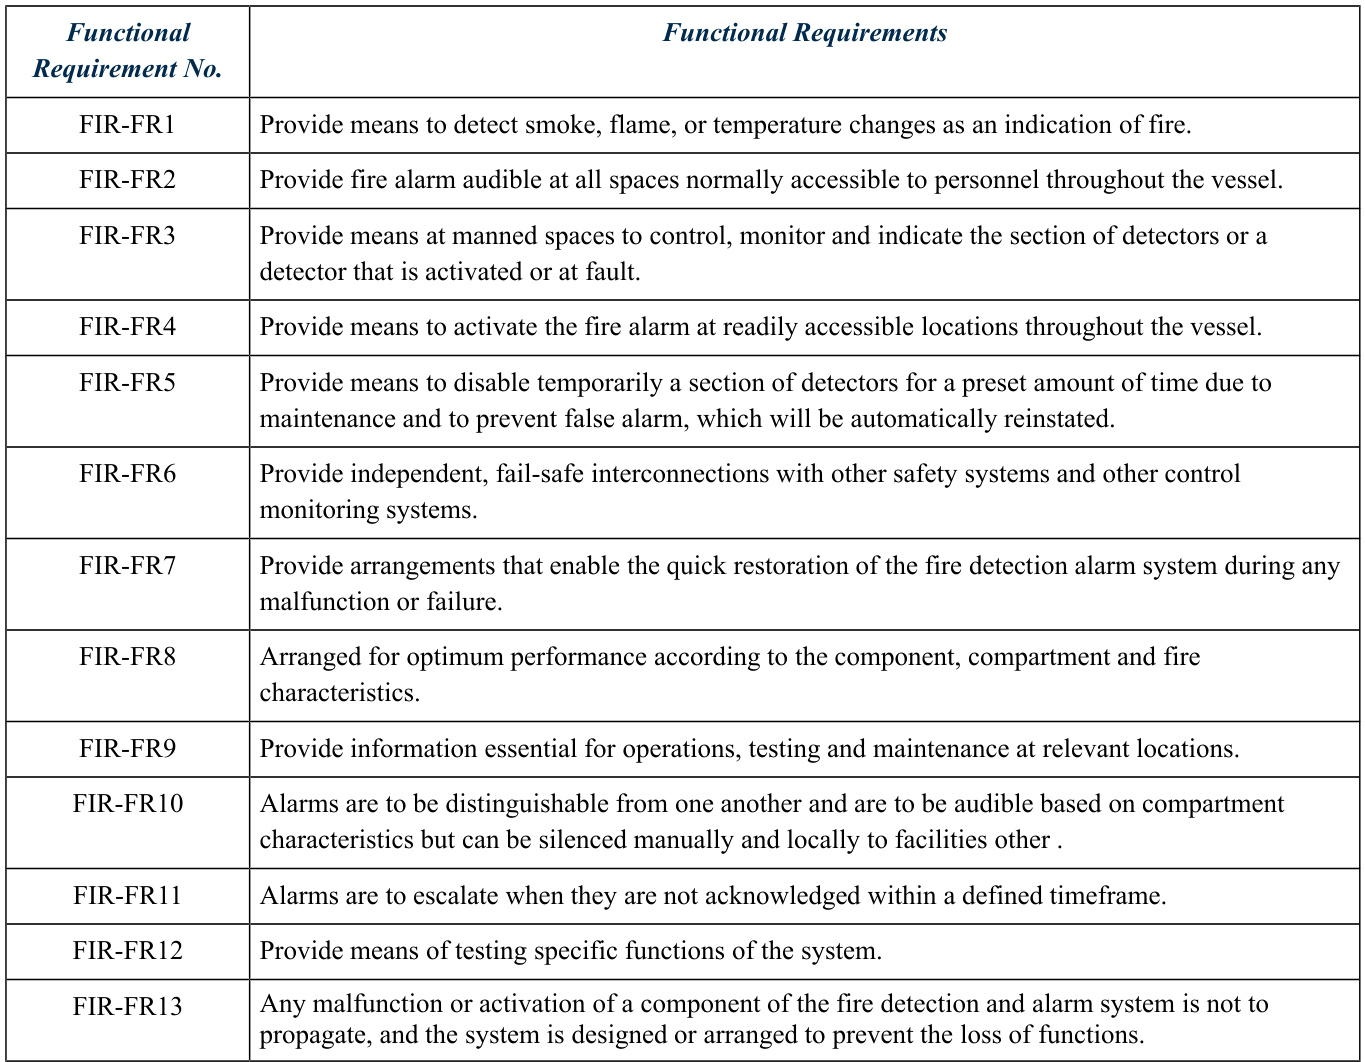 Functional Requirement No.
Functional Requirements
FIR-FR1
Provide means to detect smoke, flame, or temperature changes as an indication of fire.
FIR-FR2
Provide fire alarm audible at all spaces normally accessible to personnel throughout the vessel.
FIR-FR3
Provide means at manned spaces to control, monitor and indicate the section of detectors or a
detector that is activated or at fault.
FIR-FR4
Provide means to activate the fire alarm at readily accessible locations throughout the vessel.
FIR-FR5
Provide means to disable temporarily a section of detectors for a preset amount of time due to
maintenance and to prevent false alarm, which will be automatically reinstated.
FIR-FR6
Provide independent, fail-safe interconnections with other safety systems and other control
monitoring systems.
FIR-FR7
Provide arrangements that enable the quick restoration of the fire detection alarm system during any
malfunction or failure.
FIR-FR8
Arranged for optimum performance according to the component, compartment and fire
characteristics.
FIR-FR9
Provide information essential for operations, testing and maintenance at relevant locations.
FIR-FR10
Alarms are to be distinguishable from one another and are to be audible based on compartment
characteristics but can be silenced manually and locally to facilities other .
FIR-FR11
Alarms are to escalate when they are not acknowledged within a defined timeframe.
FIR-FR12
Provide means of testing specific functions of the system.
FIR-FR13
Any malfunction or activation of a component of the fire detection and alarm system is not to
propagate, and the system is designed or arranged to prevent the loss of functions.